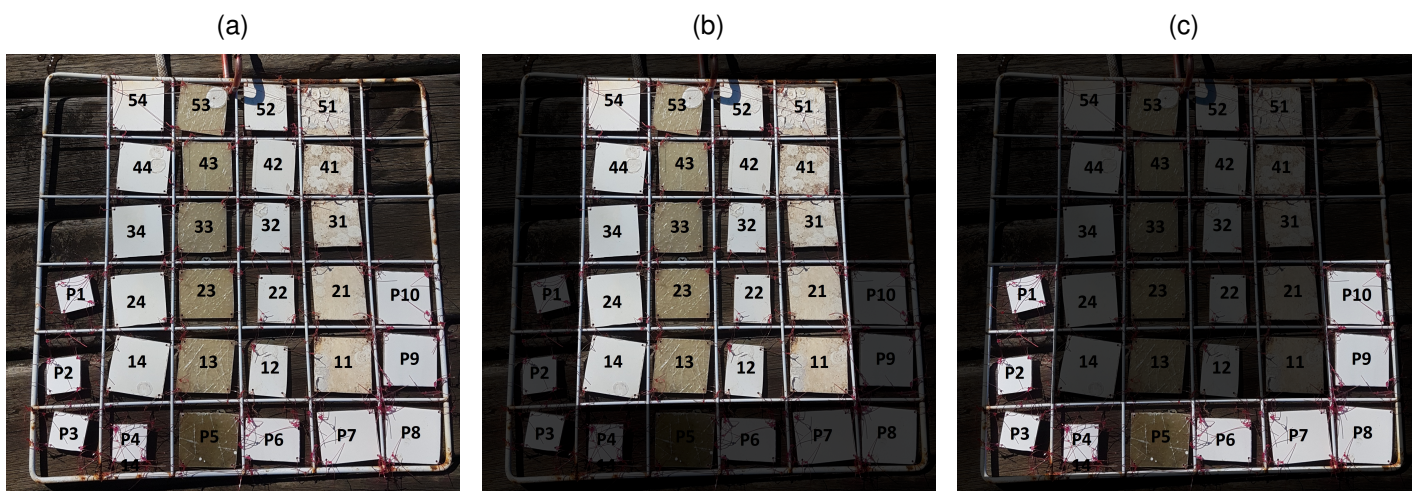 (a) (b) (c)
54 53 52 51
44 43 42 41
34 33 32 31
P1 24 23 22 21 P10
P2 14 13 12 11 P9
P3 P4 P5 P6 P7 P8
14
54 53 52 51
44 43 42 41
34 33 32 31
P1 24 23 22 21 P10
P2 14 13 12 11 P9
P3 P4 P5 P6 P7 P8
14
54 53 52 51
44 43 42 41
34 33 32 31
P1 24 23 22 21 P10
P2 14 13 12 11 P9
P3 P4 P5 P6 P7 P8
14